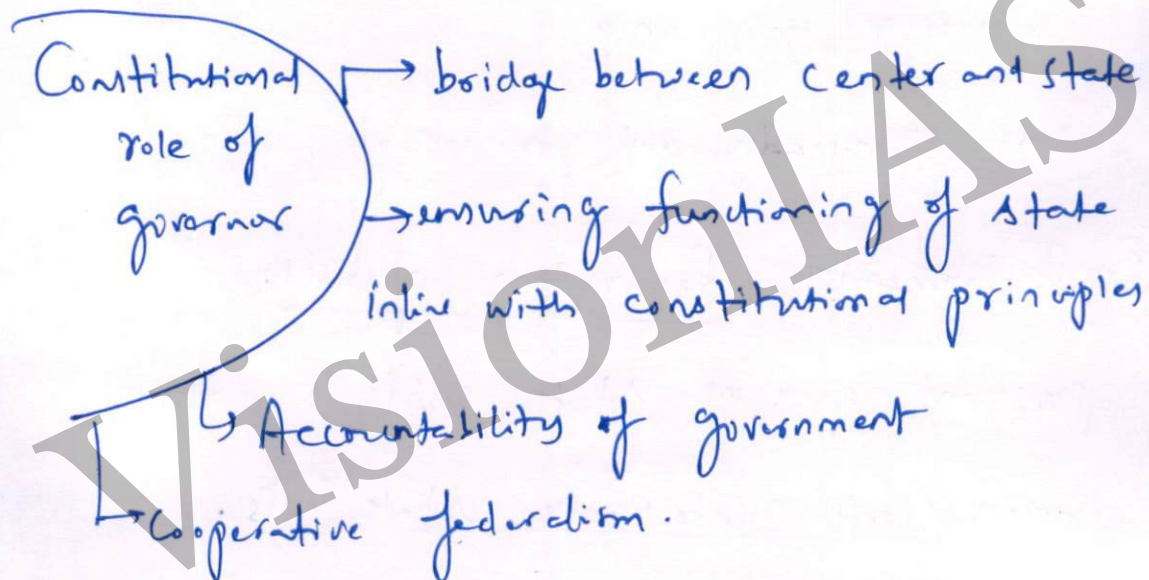 Constitutional role of governor
→ bridge between center and state
→ ensuring functioning of state
inline with constitutional principles
↳ Accountability of government
↳ cooperative federalism.
VisionIAS